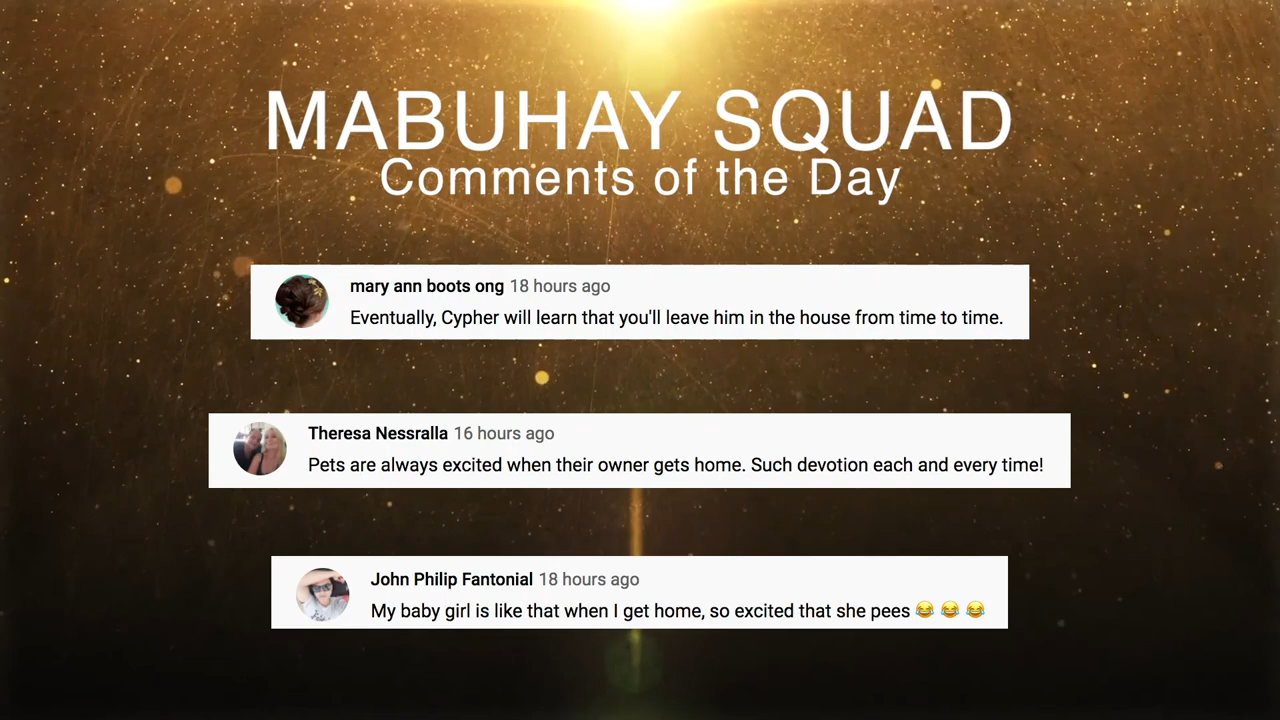 MABUHAY SQUAD
Comments of the Day
mary ann boots ong 18 hours ago
Eventually, Cypher will learn that you'll leave him in the house from time to time.
Theresa Nessralla 16 hours ago
Pets are always excited when their owner gets home. Such devotion each and every time!
John Philip Fantonial 18 hours ago
My baby girl is like that when I get home, so excited that she pees 😂 😂 😂